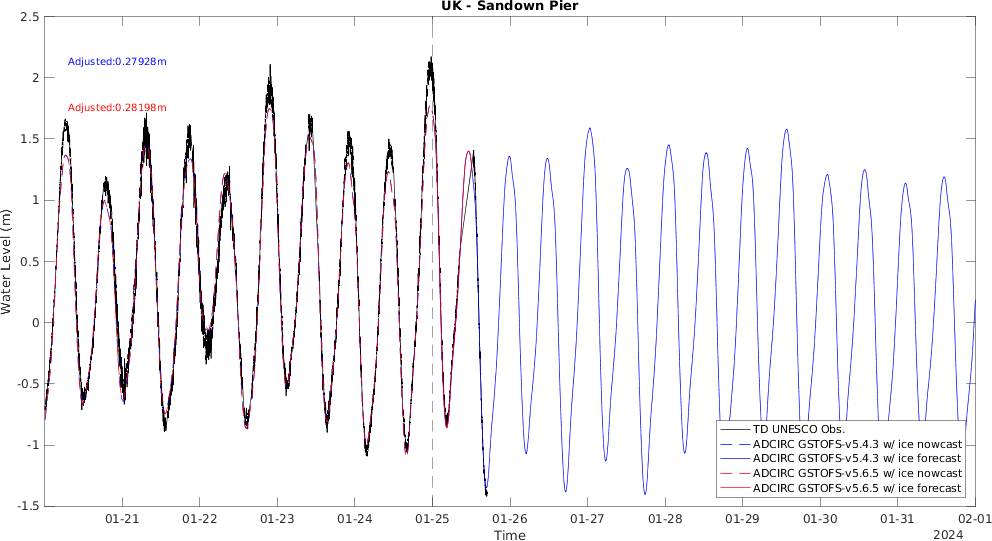 UK - Sandown Pier
Adjusted:0.27928m
Adjusted:0.28198m
Water Level (m)
2.5
2
1.5
1
0.5
0
-0.5
-1
-1.5
TD UNESCO Obs.
ADCIRC GSTOFS-v5.4.3 w/ ice nowcast
ADCIRC GSTOFS-v5.4.3 w/ ice forecast
ADCIRC GSTOFS-v5.6.5 w/ ice nowcast
ADCIRC GSTOFS-v5.6.5 w/ ice forecast
01-21 01-22 01-23 01-24 01-25 01-26 01-27 01-28 01-29 01-30 01-31 02-01
Time
2024